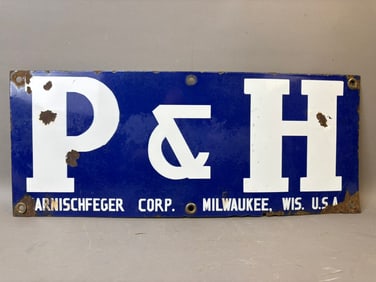 P & H
ARNISCHFEGER CORP. MILWAUKEE, WIS. U.S.A